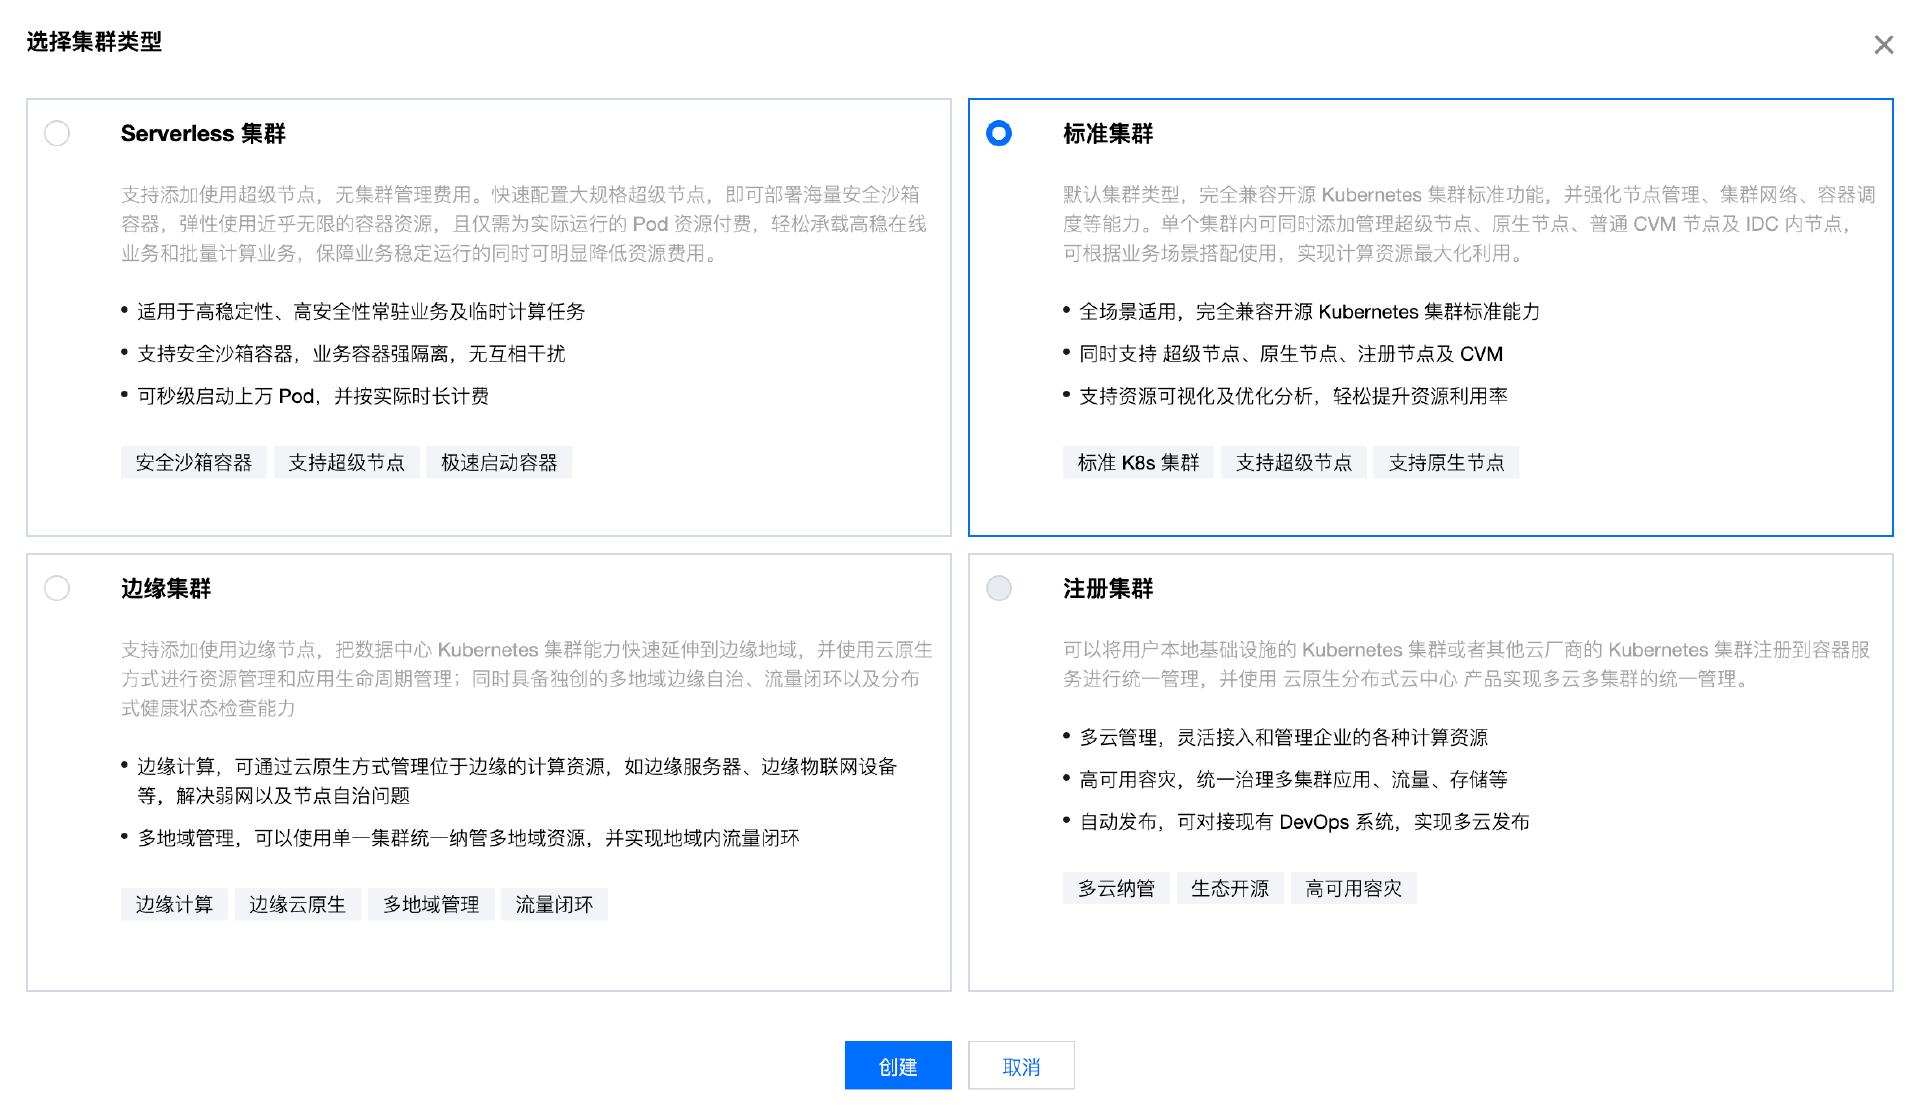 选择集群类型
Serverless 集群
支持添加使用超级节点，无集群管理费用。快速配置大规格超级节点，即可部署海量安全沙箱
容器，弹性使用近乎无限的容器资源，且仅需为实际运行的 Pod 资源付费，轻松承载高稳在线
业务和批量计算业务，保障业务稳定运行的同时可明显降低资源费用。
• 适用于高稳定性、高安全性常驻业务及临时计算任务
• 支持安全沙箱容器，业务容器强隔离，无互相干扰
• 可秒级启动上万 Pod，并按实际时长计费
安全沙箱容器 支持超级节点 极速启动容器
标准集群
默认集群类型，完全兼容开源 Kubernetes 集群标准功能，并强化节点管理、集群网络、容器调
度等能力。单个集群内可同时添加管理超级节点、原生节点、普通 CVM 节点及 IDC 内节点，
可根据业务场景搭配使用，实现计算资源最大化利用。
• 全场景适用，完全兼容开源 Kubernetes 集群标准能力
• 同时支持 超级节点、原生节点、注册节点及 CVM
• 支持资源可视化及优化分析，轻松提升资源利用率
标准 K8s 集群 支持超级节点 支持原生节点
边缘集群
支持添加使用边缘节点，把数据中心 Kubernetes 集群能力快速延伸到边缘地域，并使用云原生
方式进行资源管理和应用生命周期管理；同时具备独创的多地域边缘自治、流量闭环以及分布
式健康状态检查能力
• 边缘计算，可通过云原生方式管理位于边缘的计算资源，如边缘服务器、边缘物联网设备
等，解决弱网以及节点自治问题
• 多地域管理，可以使用单一集群统一纳管多地域资源，并实现地域内流量闭环
边缘计算 边缘云原生 多地域管理 流量闭环
注册集群
可以将用户本地基础设施的 Kubernetes 集群或者其他云厂商的 Kubernetes 集群注册到容器服
务进行统一管理，并使用 云原生分布式云中心 产品实现多云多集群的统一管理。
• 多云管理，灵活接入和管理企业的各种计算资源
• 高可用容灾，统一治理多集群应用、流量、存储等
• 自动发布，可对接现有 DevOps 系统，实现多云发布
多云纳管 生态开源 高可用容灾
创建 取消